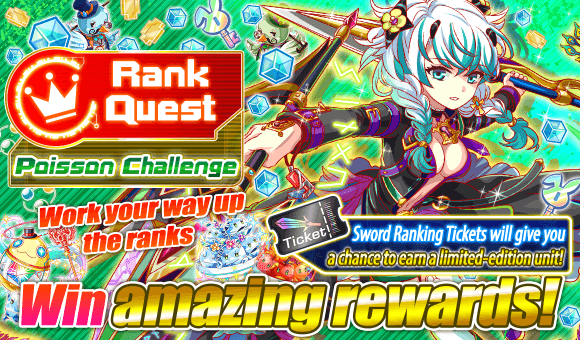 Rank
Quest
Poisson Challenge
Work your way up
the ranks
Ticket
Sword Ranking Tickets will give you
a chance to earn a limited-edition unit!
Win amazing rewards!